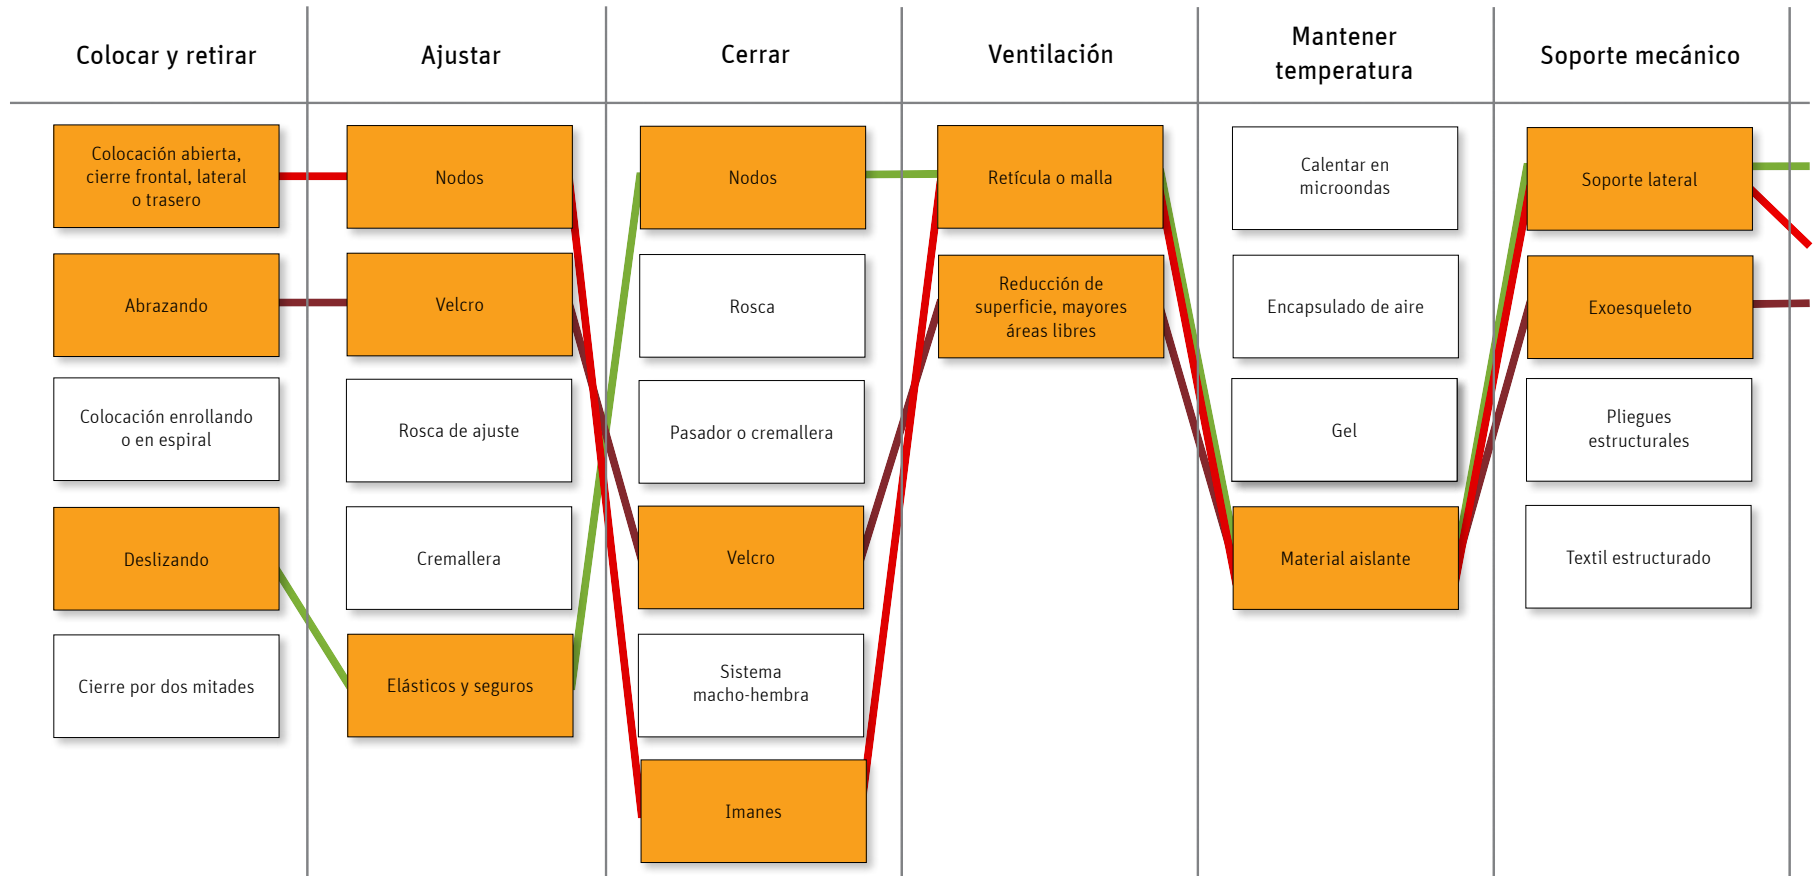 Colocar y retirar
Ajustar
Cerrar
Ventilación
Mantener
temperatura
Soporte mecánico
Colocación abierta,
cierre frontal, lateral
o trasero
Nodos
Nodos
Retícula o malla
Calentar en
microondas
Soporte lateral
Abrazando
Velcro
Rosca
Reducción de
superficie, mayores
áreas libres
Encapsulado de aire
Exoesqueleto
Colocación enrollando
o en espiral
Rosca de ajuste
Pasador o cremallera
Gel
Pliegues
estructurales
Deslizando
Cremallera
Velcro
Material aislante
Textil estructurado
Cierre por dos mitades
Elásticos y seguros
Sistema
macho-hembra
Imanes